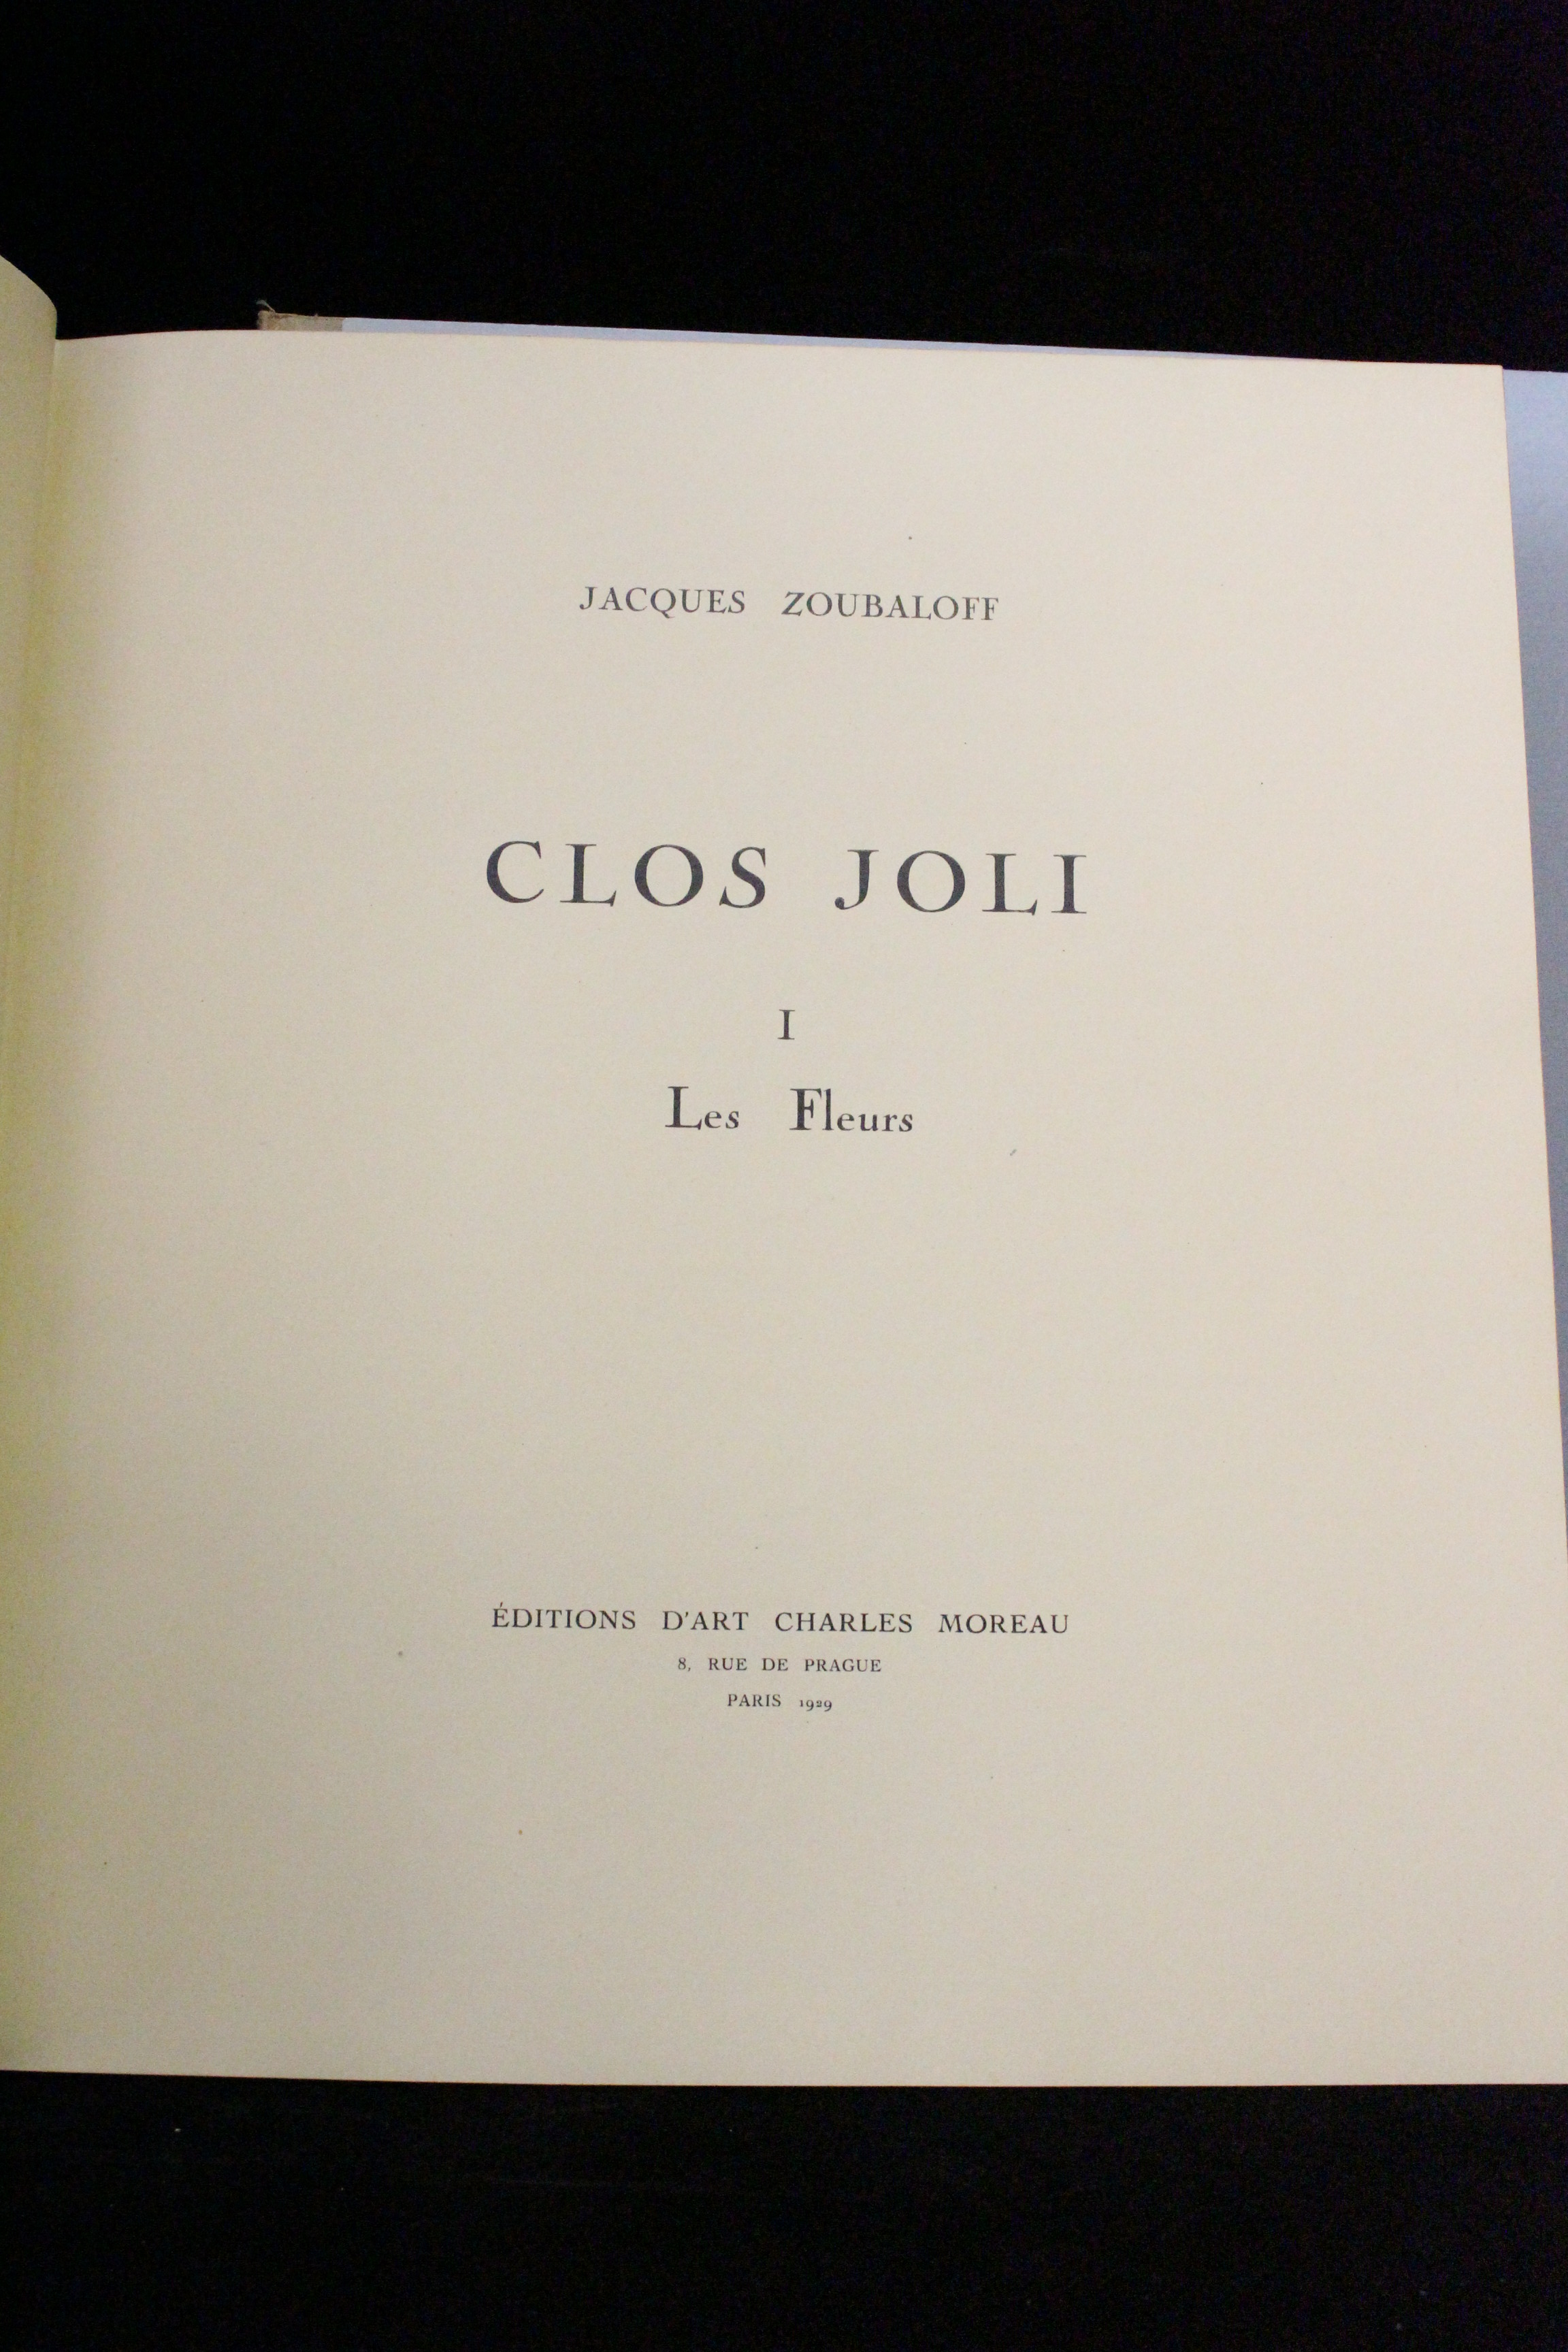 JACQUES ZOUBALOFF
CLOS JOLI
I
Les Fleurs
ÉDITIONS D'ART CHARLES MOREAU
8, RUE DE PRAGUE
PARIS 1929